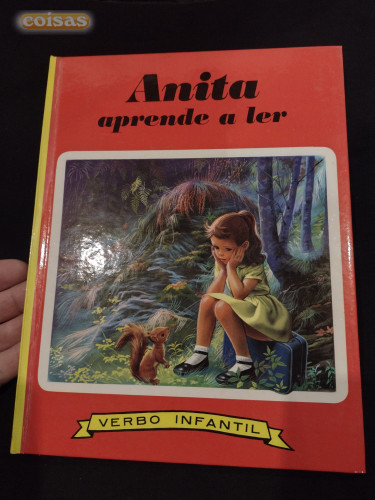 coisas
Anita
aprende a ler
VERBO INFANTIL